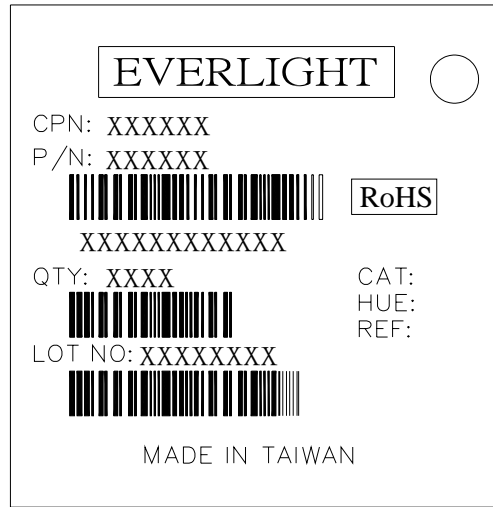 EVERLIGHT
CPN: XXXXXX
P/N: XXXXXX
RoHS
XXXXXXXXXXXX
QTY: XXXX
CAT:
HUE:
REF:
LOT NO: XXXXXXXX
MADE IN TAIWAN